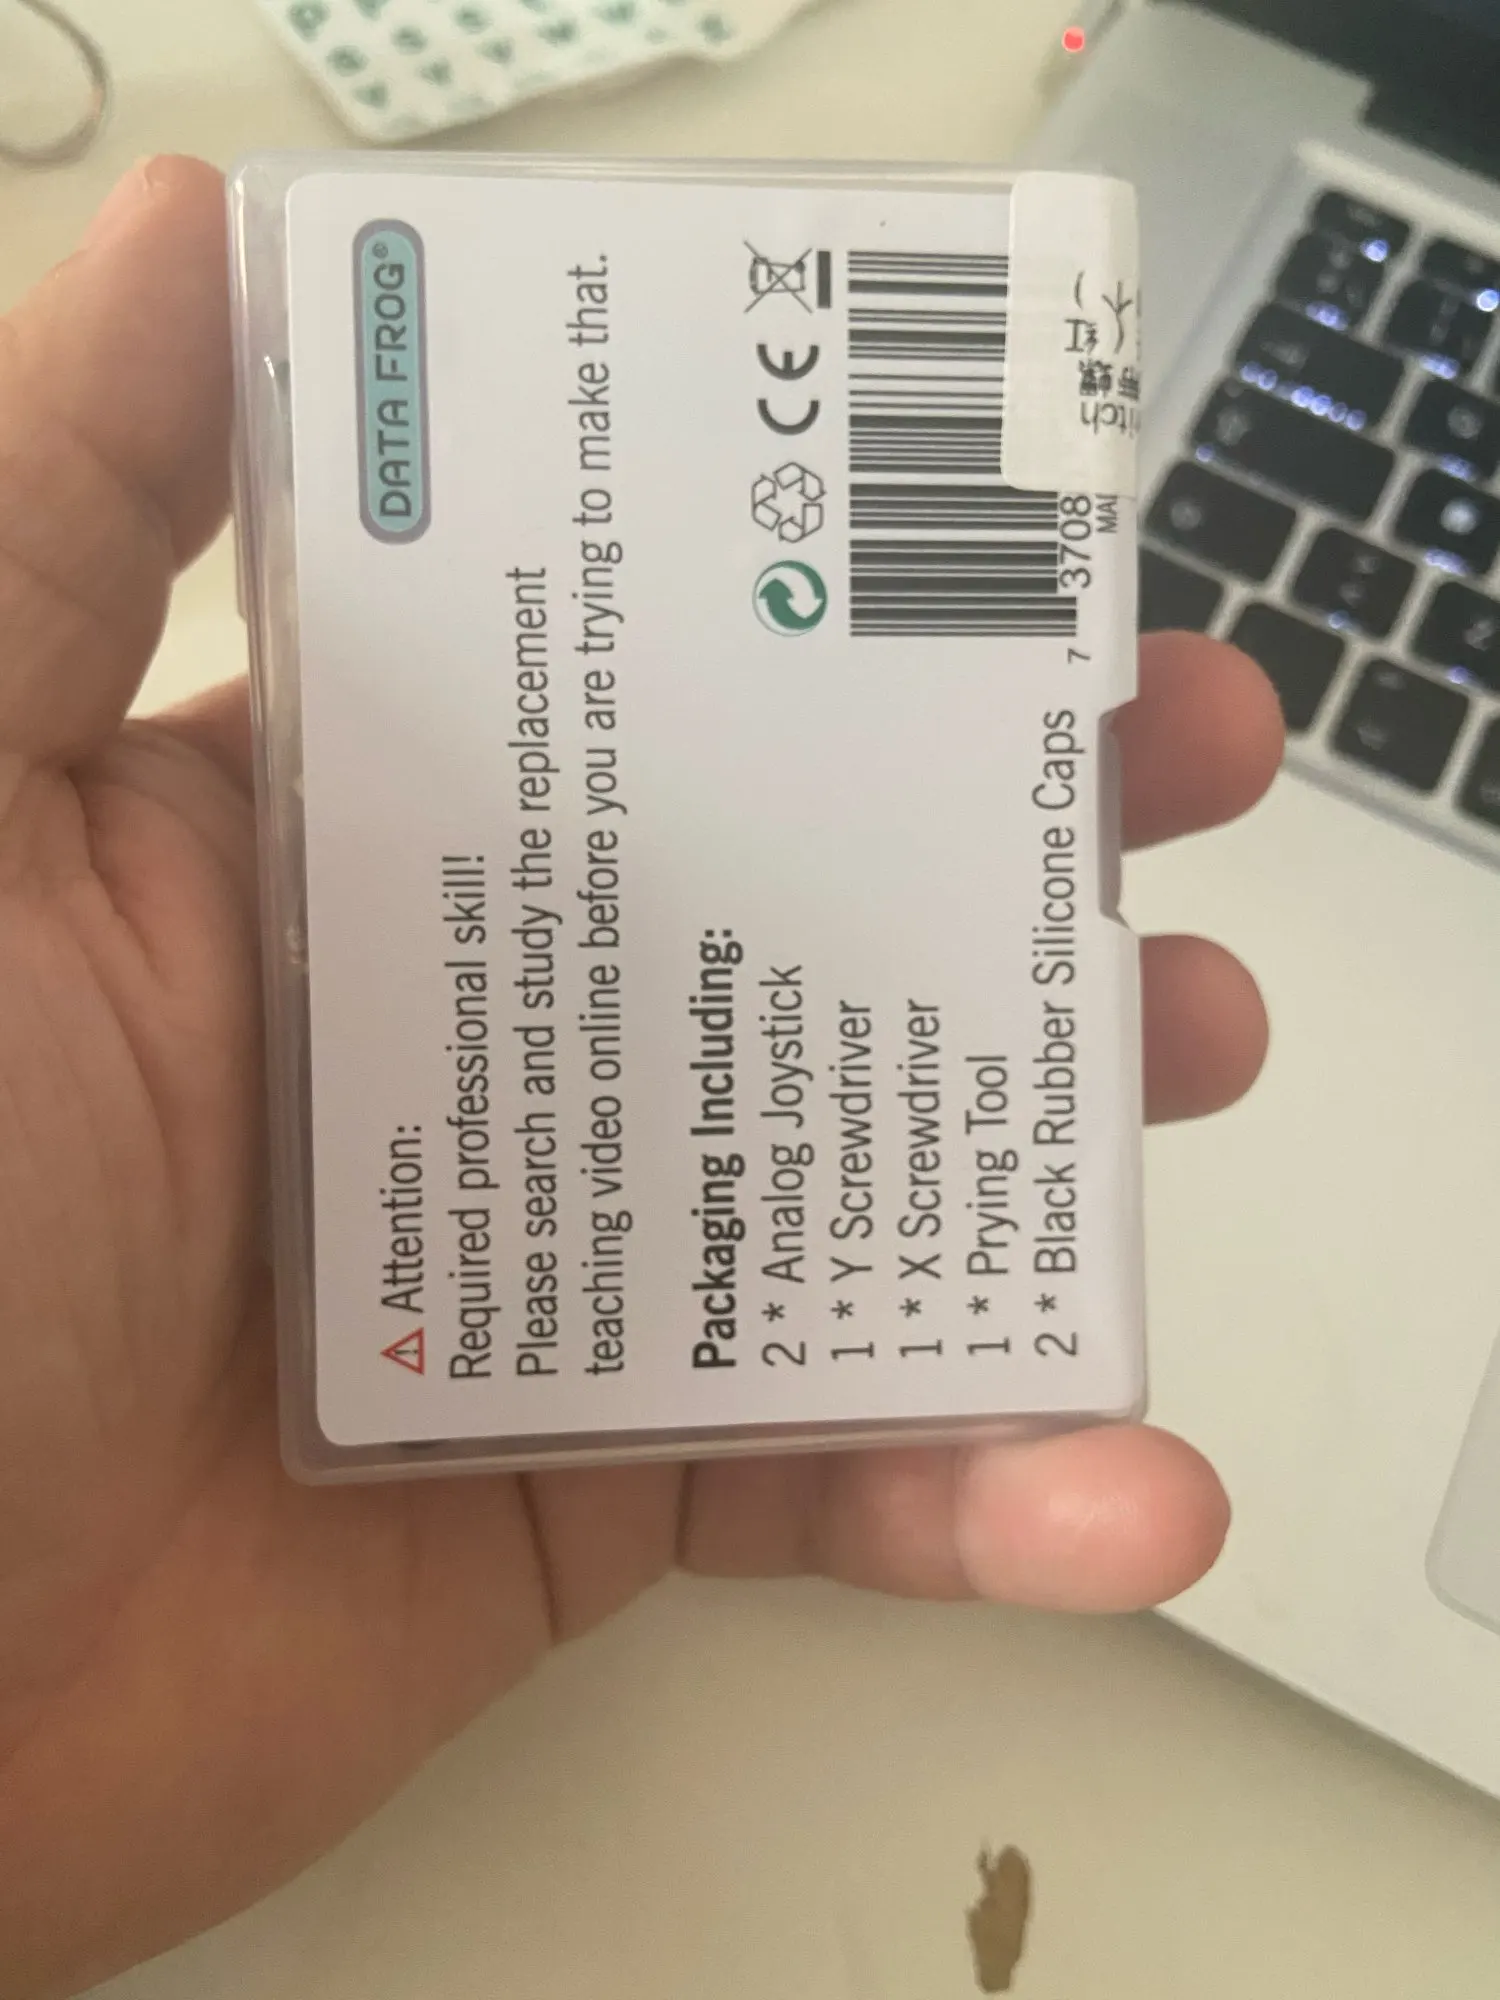 DATA FROG®
Attention:
Required professional skill!
Please search and study the replacement
teaching video online before you are trying to make that.
Packaging Including:
2 * Analog Joystick
1 * Y Screwdriver
1 * X Screwdriver
1 * Prying Tool
2 * Black Rubber Silicone Caps
CE
7 3708